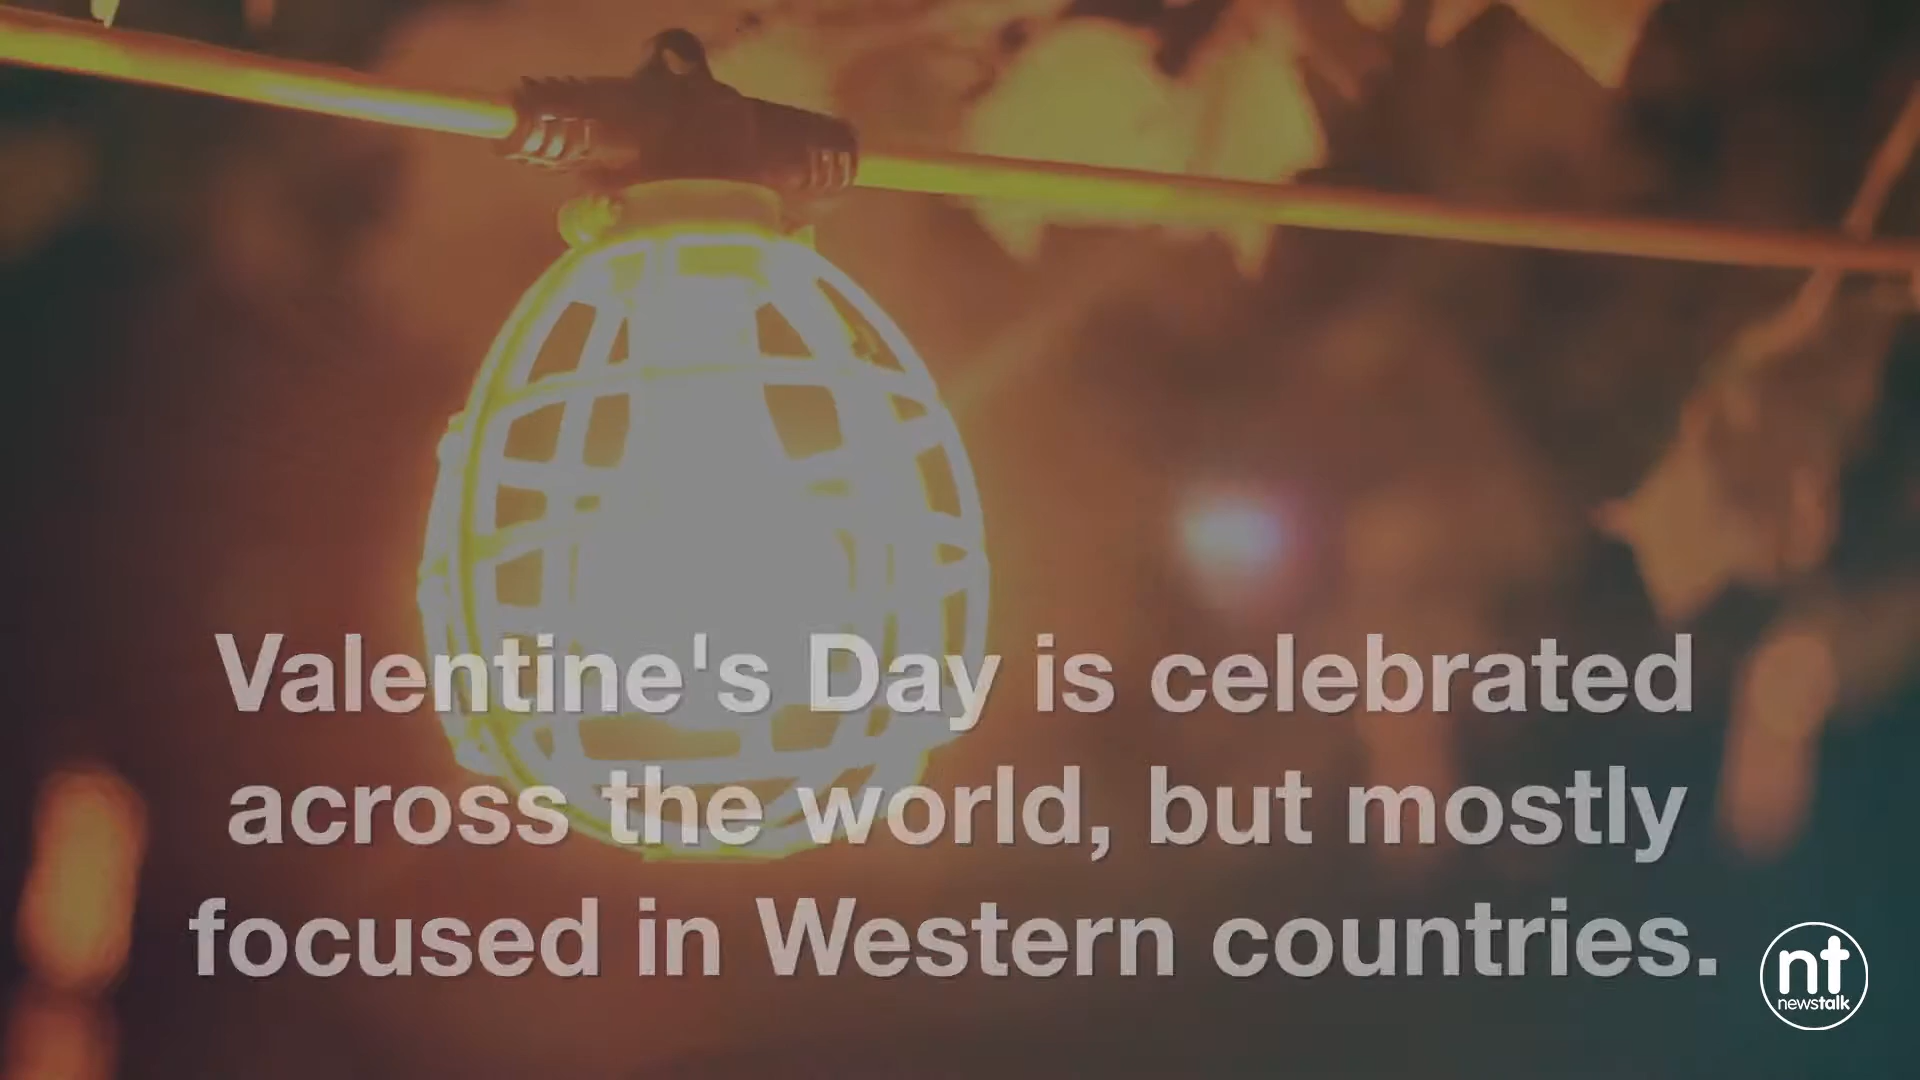 Valentine's Day is celebrated
across the world, but mostly
focused in Western countries.
nt
newstalk